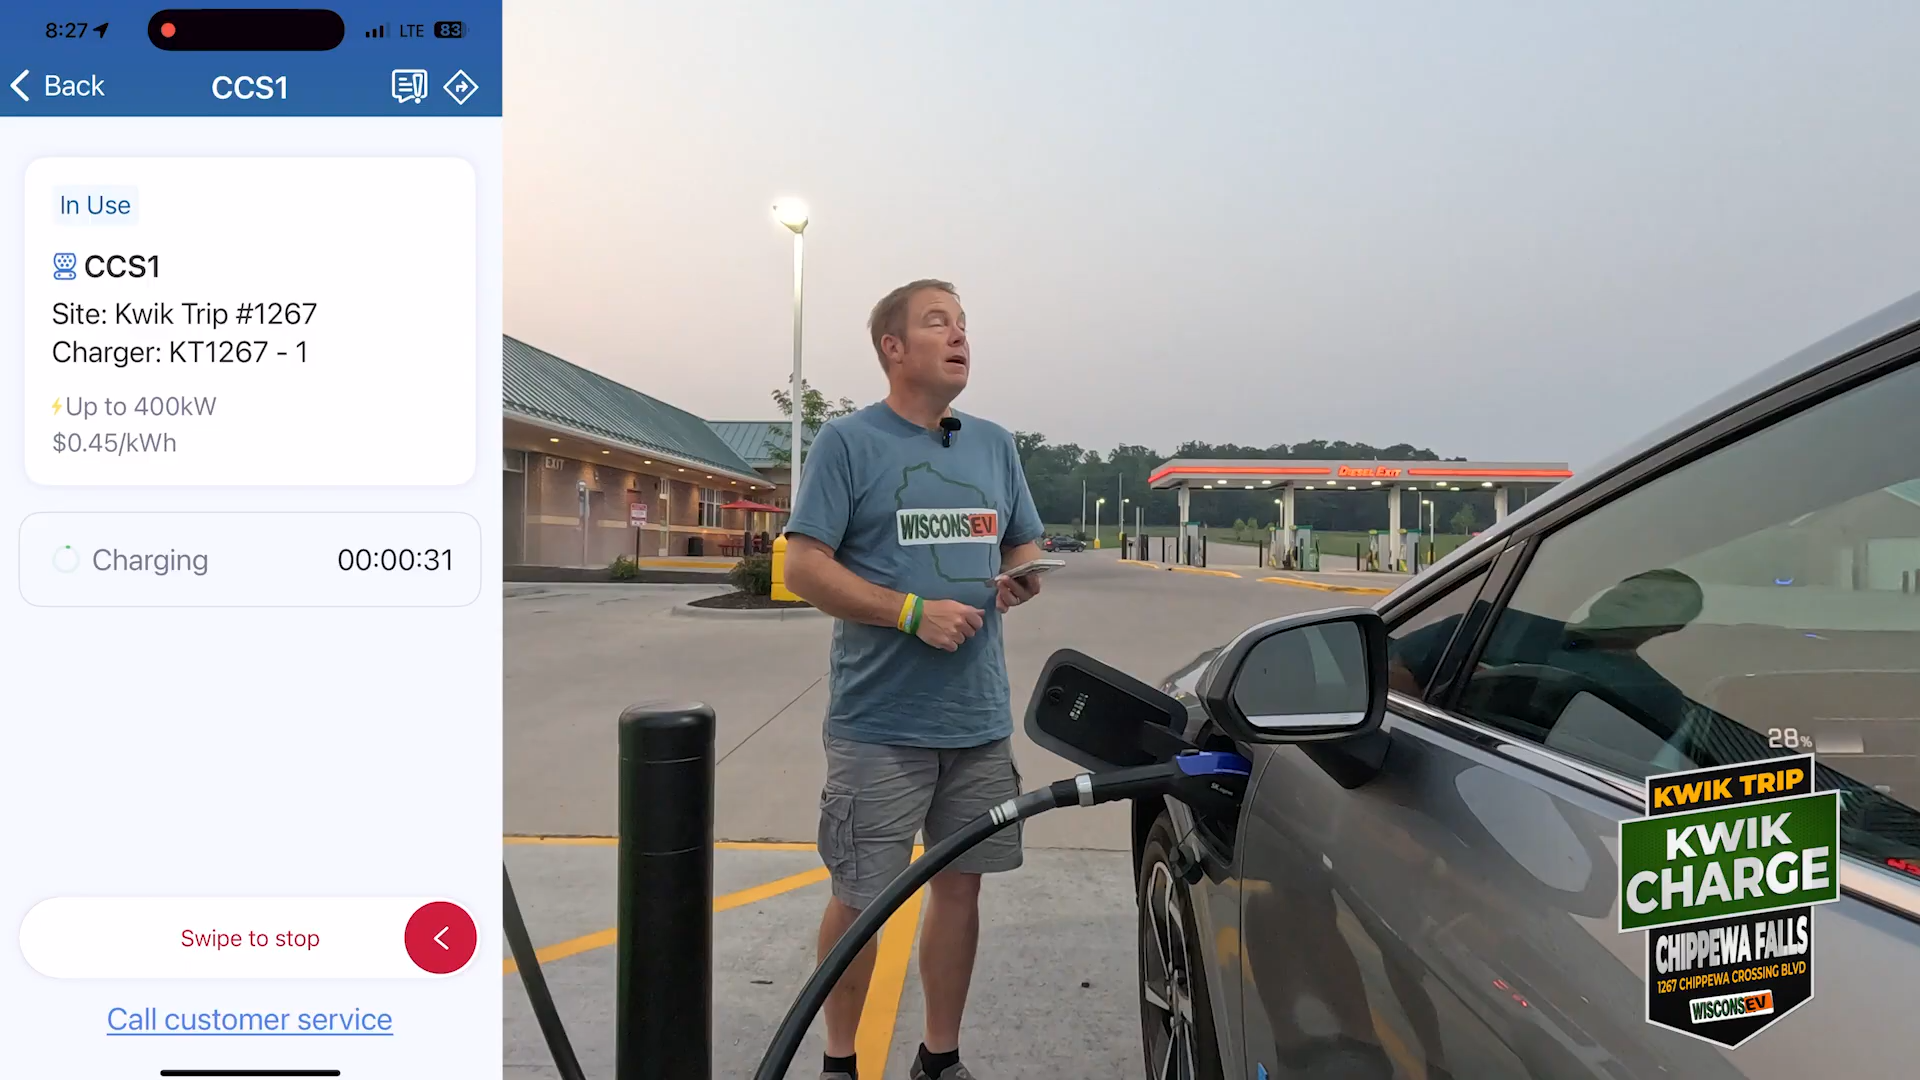 8:27
LTE
83
Back
CCS1
In Use
CCS1
Site: Kwik Trip #1267
Charger: KT1267 - 1
Up to 400kW
$0.45/kWh
Charging
00:00:31
Swipe to stop
Call customer service
EXIT
DIESEL EXIT
WISCONSEV
28%
KWIK TRIP
KWIK
CHARGE
CHIPPEWA FALLS
1267 CHIPPEWA CROSSING BLVD
WISCONSEV